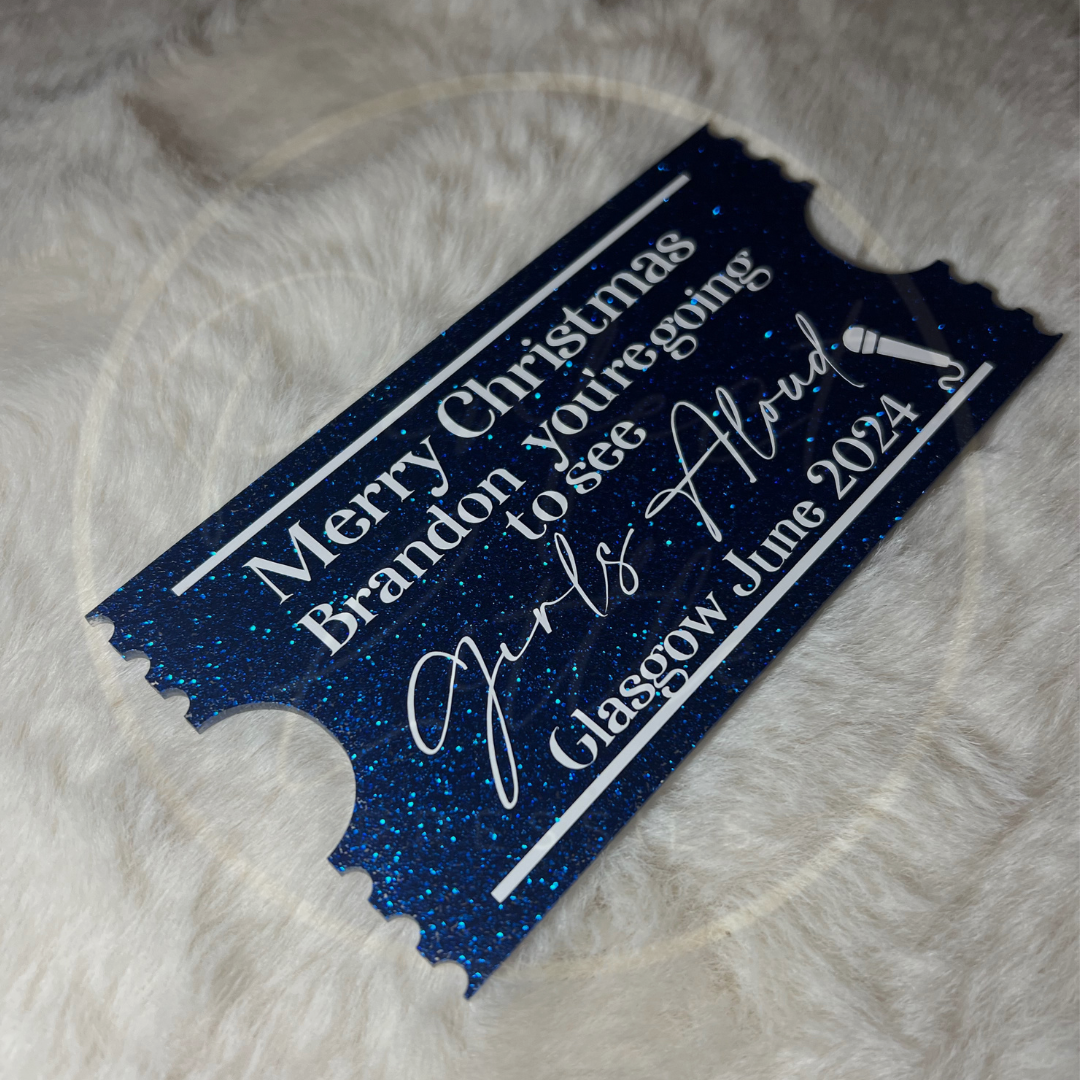 Merry Christmas
Brandon you're going
to see
Girls Aloud
Glasgow June 2024